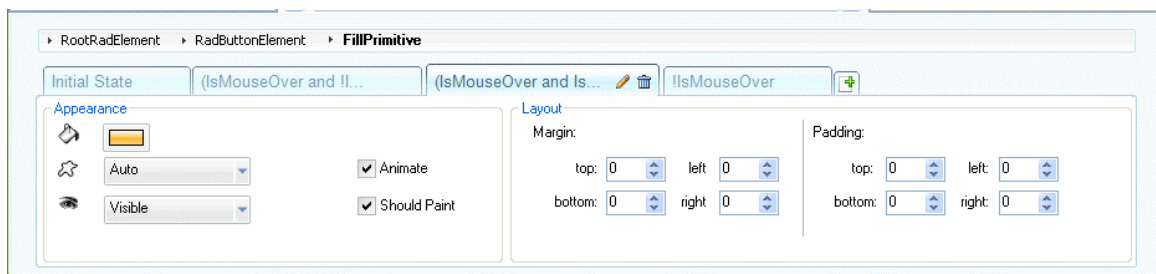 RootRadElement RadButtonElement FillPrimitive
Initial State (IsMouseOver and !I... (IsMouseOver and Is... !IsMouseOver
Appearance Layout
Margin: Padding:
Auto Animate top: 0 left 0 top: 0 left: 0
Visible Should Paint bottom: 0 right 0 bottom: 0 right: 0